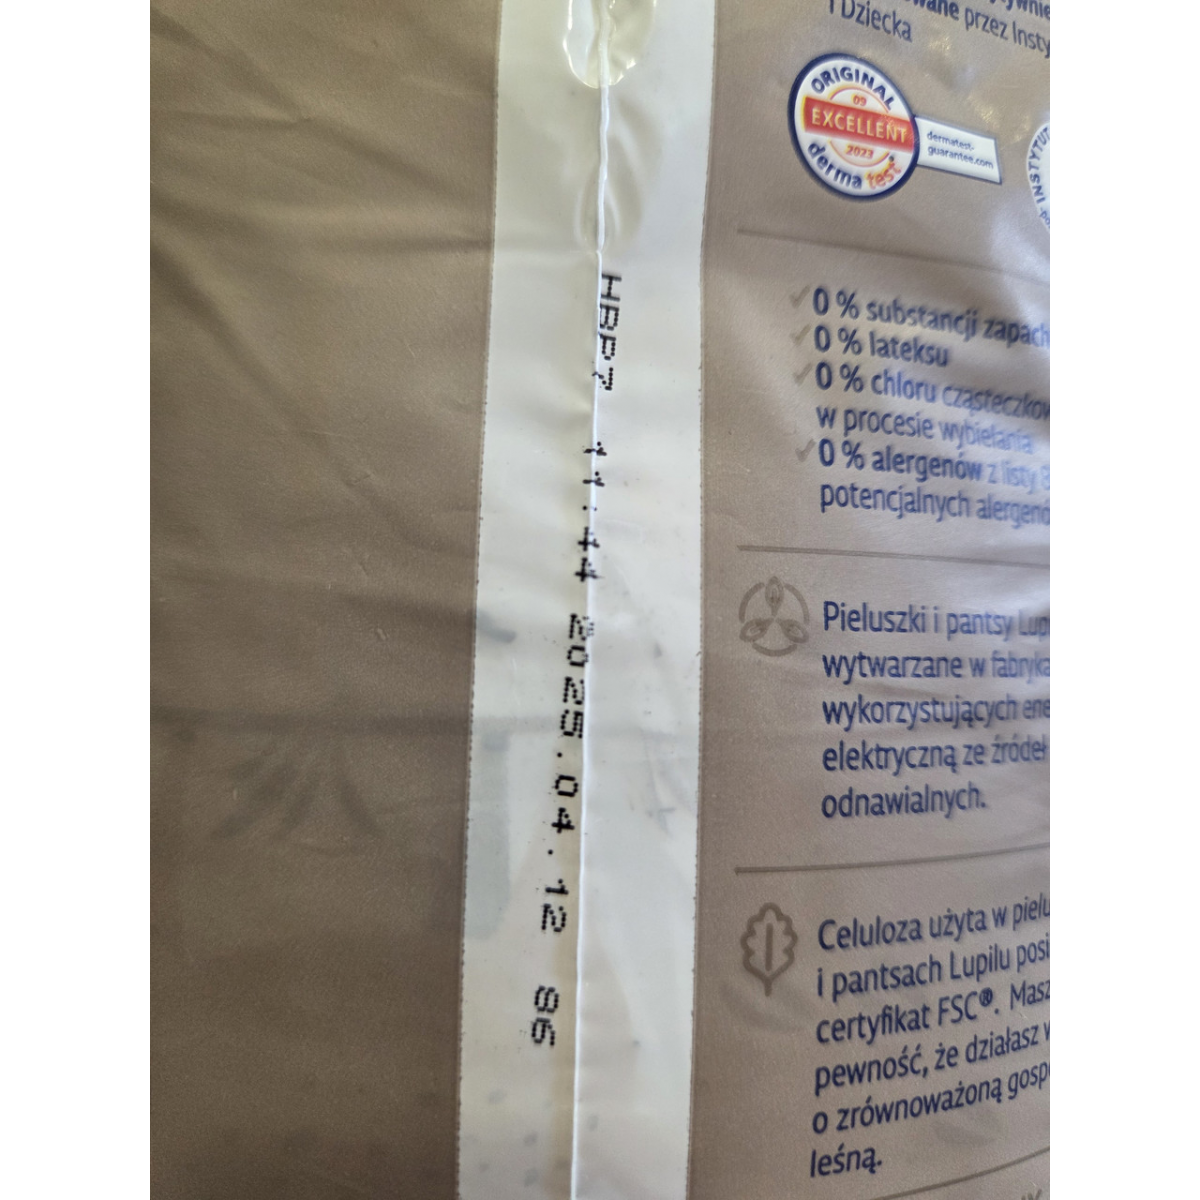 przez Insty
i Dziecka
ORIGINAL
09
EXCELLENT
2023
derma test
dermatest-
guarantee.com
INSTYTUT
HBP7 11:44 2025.04.12 86
0 % substancji zapach
0 % lateksu
0 % chloru cząsteczkow
w procesie wybielania
0 % alergenów z listy 8
potencjalnych alergenó
Pieluszki i pantsy Lupi
wytwarzane w fabryka
wykorzystujących ene
elektryczną ze źródeł
odnawialnych.
Celuloza użyta w pielu
i pantsach Lupilu posi
certyfikat FSC®. Masz
pewność, że działasz w
o zrównoważoną gosp
leśną.